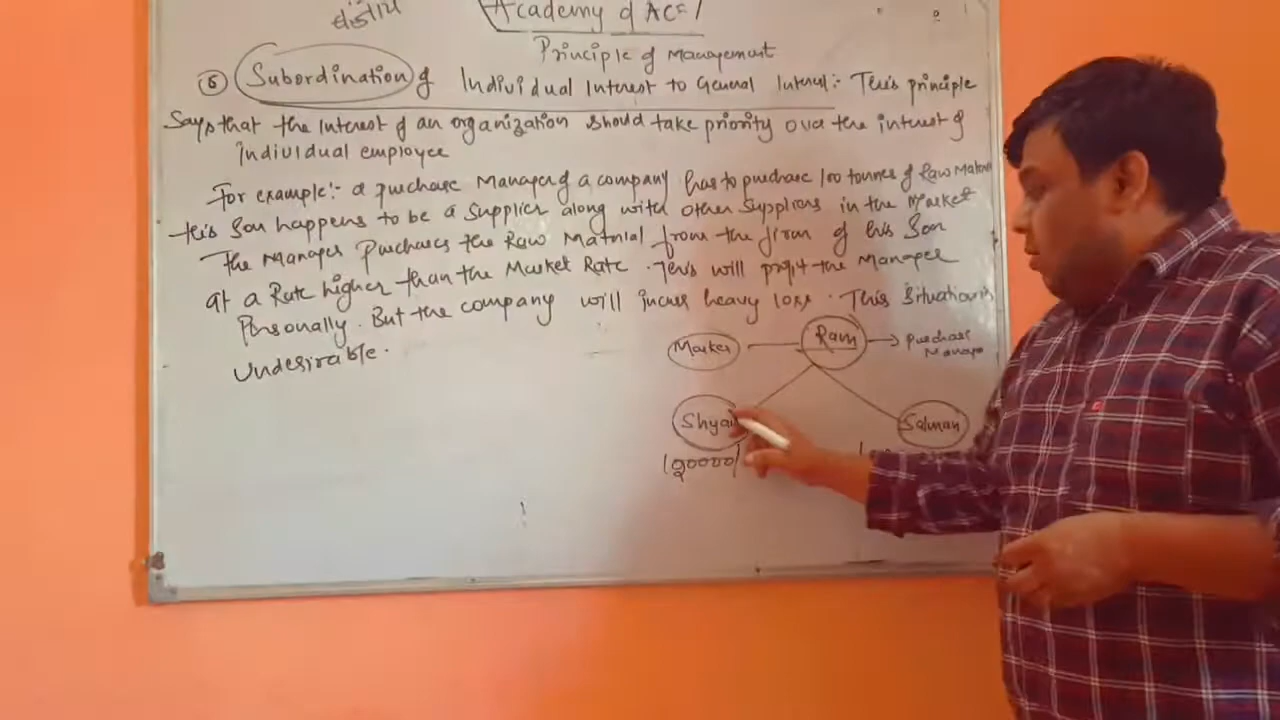 Academy of
Principle of Management
⑥ Subordination of Individual Interest to General Interest:- This principle
Says that the interest of an organization should take priority over the interest of
individual employee
For example:- a purchase Manager of a company has to purchase 100 tonnes of Raw
His Son happens to be a Supplier along with other Suppliers in the Market
The Manager Purchases the Raw Material from the firm of his Son
at a Rate higher than the Market Rate. This will profit the Manager
Personally. But the company will incur heavy loss. This Situation is
Undesirable.
Market Ram → purchase
Shyam Salman